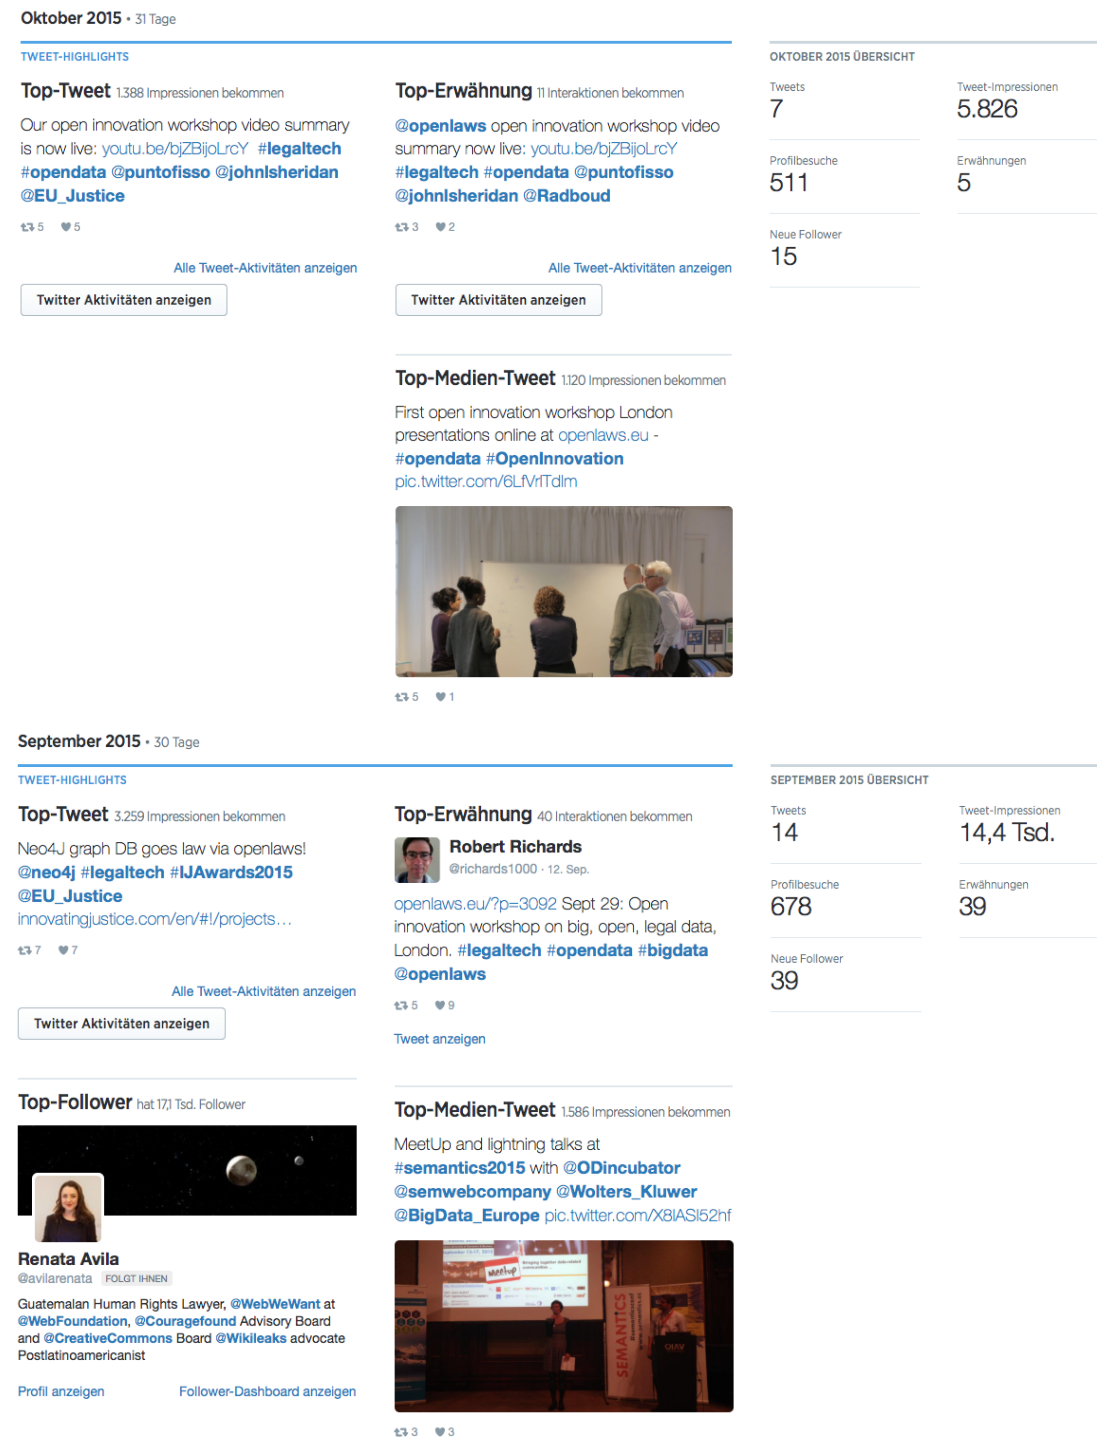 Oktober 2015 • 31 Tage
TWEET-HIGHLIGHTS
Top-Tweet 1.388 Impressionen bekommen
Our open innovation workshop video summary
is now live: youtu.be/bjZBijoLrcY #legaltech
#opendata @puntofisso @johnlsheridan
@EU_Justice
5 5
Alle Tweet-Aktivitäten anzeigen
Twitter Aktivitäten anzeigen
Top-Erwähnung 11 Interaktionen bekommen
@openlaws open innovation workshop video
summary now live: youtu.be/bjZBijoLrcY
#legaltech #opendata @puntofisso
@johnlsheridan @Radboud
3 2
Alle Tweet-Aktivitäten anzeigen
Twitter Aktivitäten anzeigen
Top-Medien-Tweet 1.120 Impressionen bekommen
First open innovation workshop London
presentations online at openlaws.eu -
#opendata #OpenInnovation
pic.twitter.com/6LfVrlTdlm
5 1
OKTOBER 2015 ÜBERSICHT
Tweets
7
Tweet-Impressionen
5.826
Profilbesuche
511
Erwähnungen
5
Neue Follower
15
September 2015 • 30 Tage
TWEET-HIGHLIGHTS
Top-Tweet 3.259 Impressionen bekommen
Neo4J graph DB goes law via openlaws!
@neo4j #legaltech #IJAwards2015
@EU_Justice
innovatingjustice.com/en/#!/projects…
7 7
Alle Tweet-Aktivitäten anzeigen
Twitter Aktivitäten anzeigen
Top-Follower hat 17,1 Tsd. Follower
Renata Avila
@avilarenata FOLGT IHNEN
Guatemalan Human Rights Lawyer, @WebWeWant at
@WebFoundation, @Couragefound Advisory Board
and @CreativeCommons Board @Wikileaks advocate
Postlatinoamericanist
Profil anzeigen Follower-Dashboard anzeigen
Top-Erwähnung 40 Interaktionen bekommen
Robert Richards
@richards1000 · 12. Sep.
openlaws.eu/?p=3092 Sept 29: Open
innovation workshop on big, open, legal data,
London. #legaltech #opendata #bigdata
@openlaws
5 9
Tweet anzeigen
Top-Medien-Tweet 1.586 Impressionen bekommen
MeetUp and lightning talks at
#semantics2015 with @ODincubator
@semwebcompany @Wolters_Kluwer
@BigData_Europe pic.twitter.com/X8lASl52hf
meetup
SEMANTiCS
3 3
SEPTEMBER 2015 ÜBERSICHT
Tweets
14
Tweet-Impressionen
14,4 Tsd.
Profilbesuche
678
Erwähnungen
39
Neue Follower
39